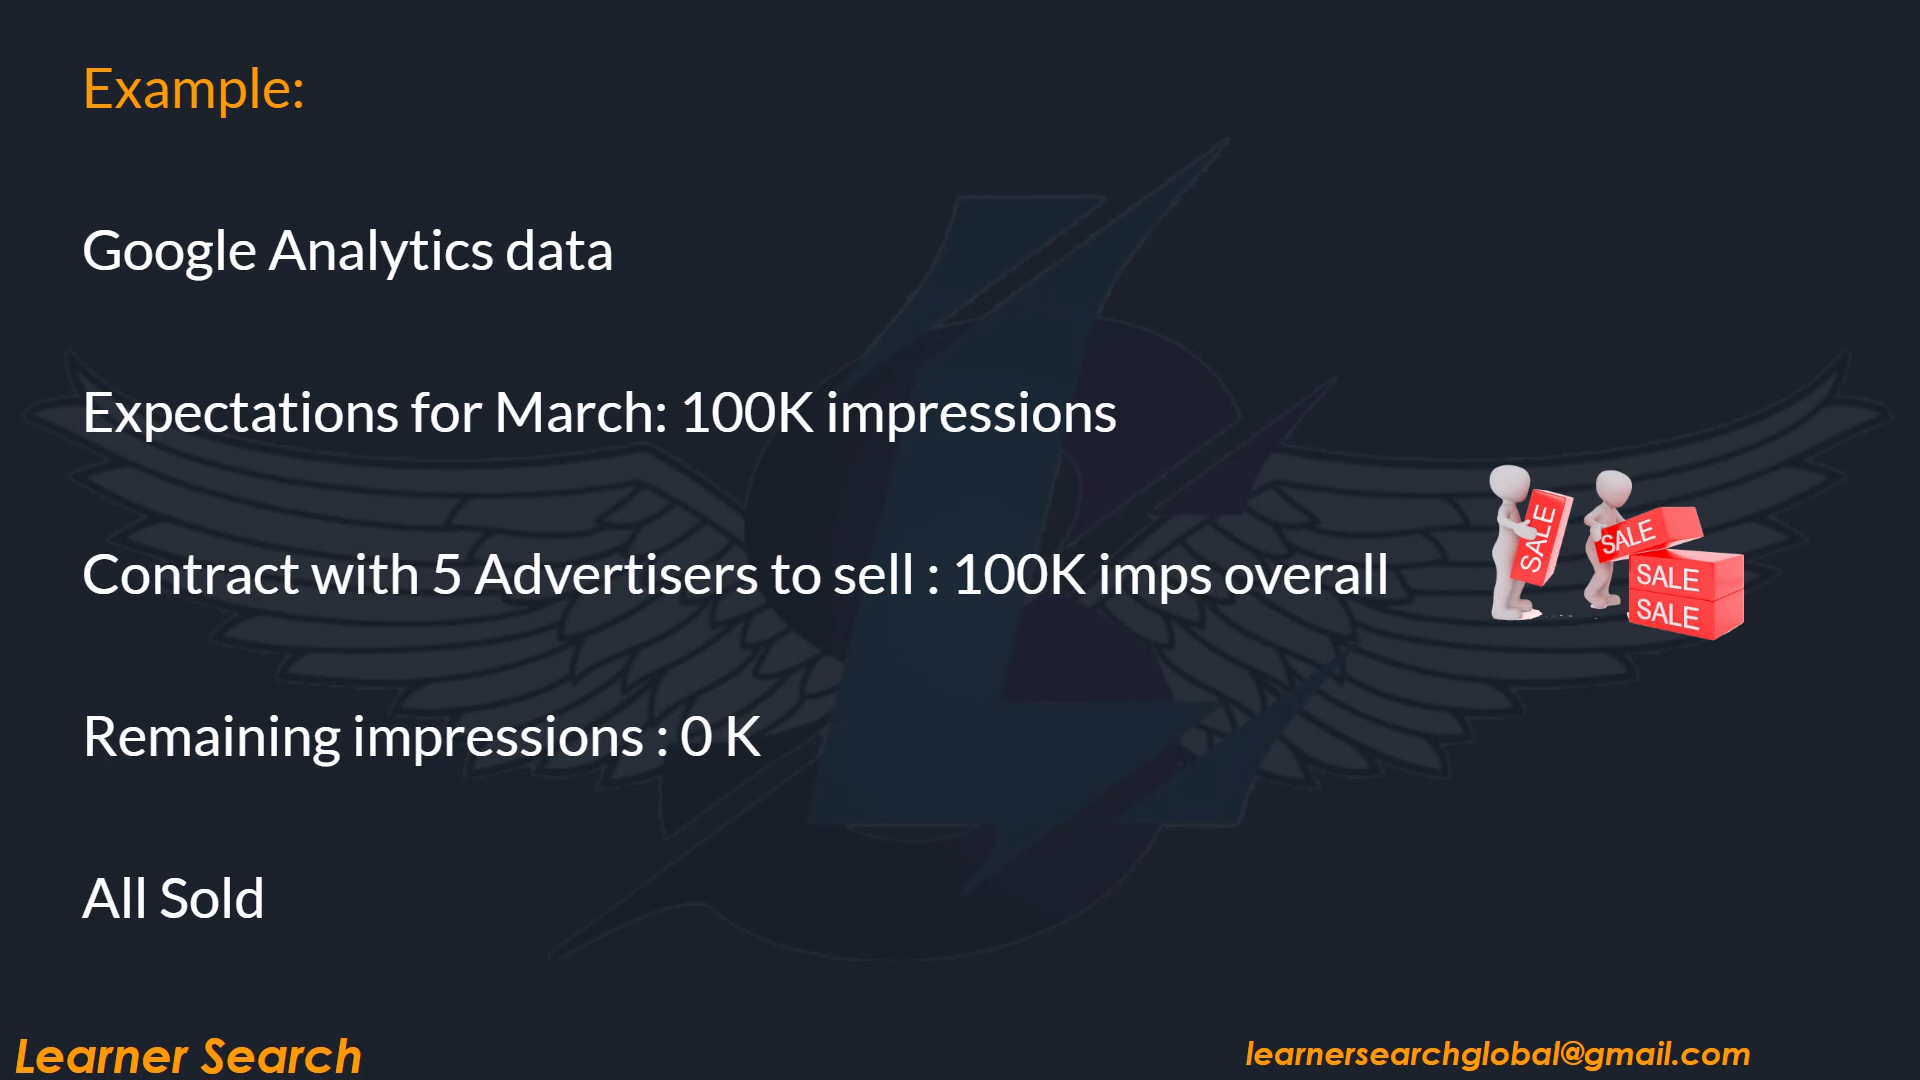 Example:
Google Analytics data
Expectations for March: 100K impressions
Contract with 5 Advertisers to sell : 100K imps overall
SALE
SALE
SALE
SALE
Remaining impressions : 0 K
All Sold
Learner Search
learnersearchglobal@gmail.com